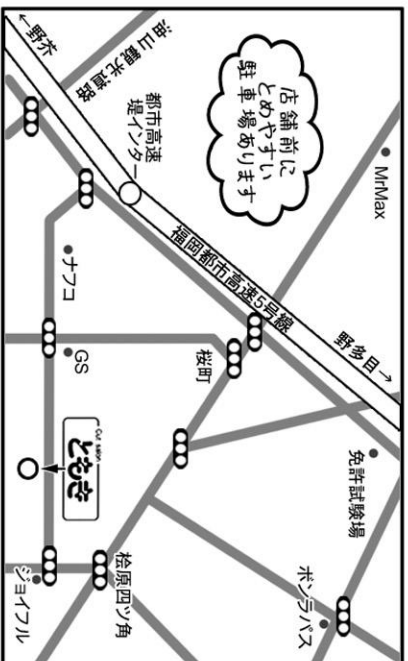 ←野芥
油山観光道路
店舗前に
とめやすい
駐車場あります
都市高速
堤インター
MrMax
福岡都市高速5号線
野多目→
ナフコ
GS
桜町
免許試験場
Cut salon
ともき
ジョイフル
桧原四ツ角
ボンラパス